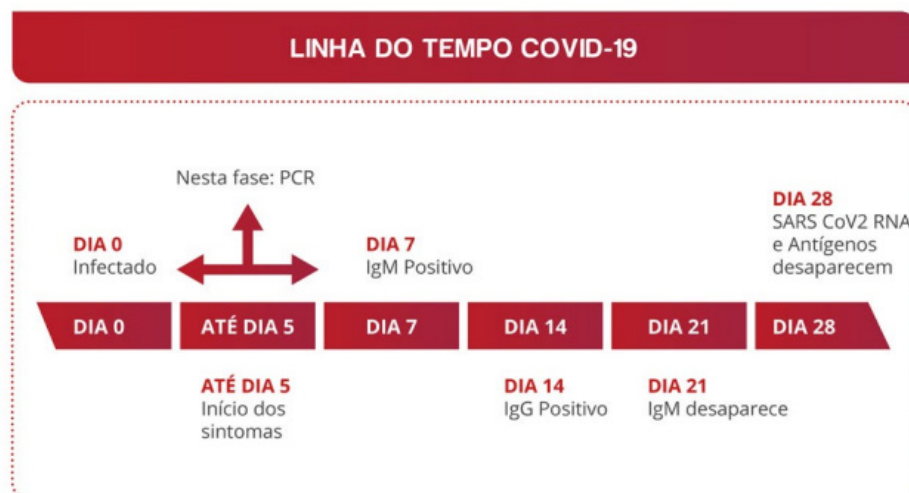 LINHA DO TEMPO COVID-19
Nesta fase: PCR
DIA 0
Infectado
DIA 7
IgM Positivo
DIA 28
SARS CoV2 RNA
e Antígenos
desaparecem
DIA 0
ATÉ DIA 5
DIA 7
DIA 14
DIA 21
DIA 28
ATÉ DIA 5
Início dos
sintomas
DIA 14
IgG Positivo
DIA 21
IgM desaparece